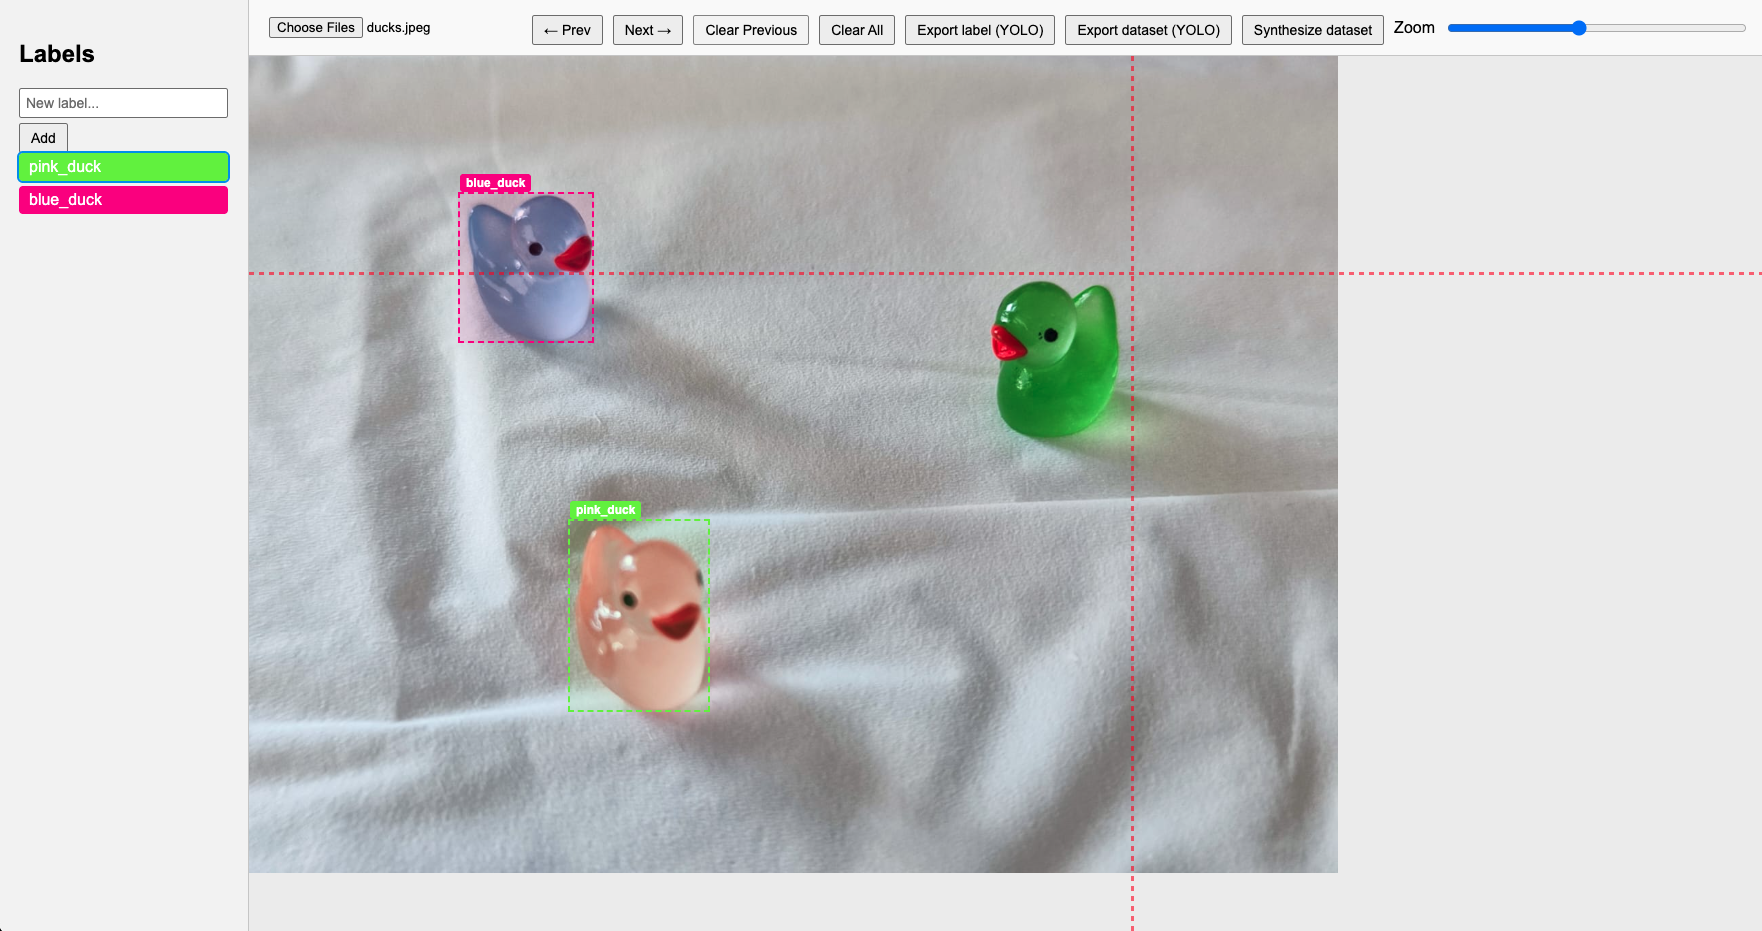 Labels
New label...
Add
pink_duck
blue_duck
Choose Files ducks.jpeg
← Prev
Next →
Clear Previous
Clear All
Export label (YOLO)
Export dataset (YOLO)
Synthesize dataset
Zoom
blue_duck
pink_duck